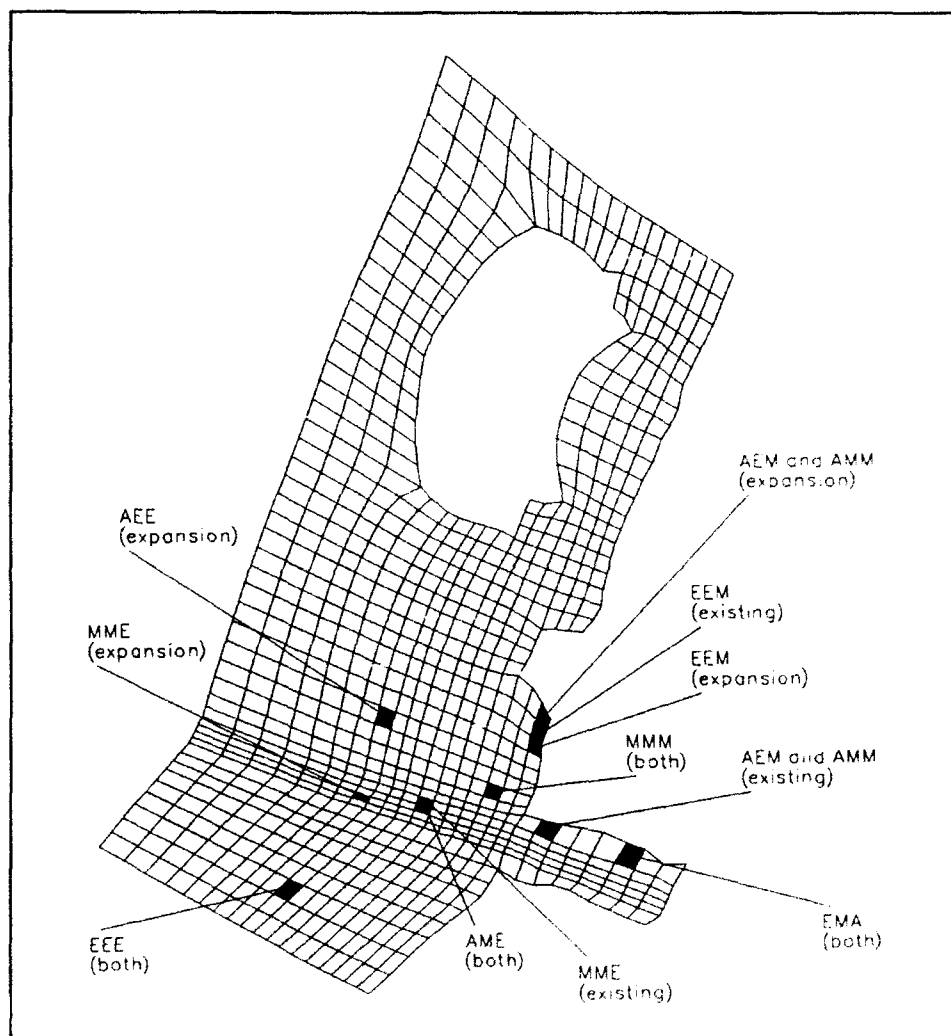 AEM and AMM
(expansion)
AEE
(expansion)
EEM
(existing)
MME
(expansion)
EEM
(expansion)
MMM
(both)
AEM and AMM
(existing)
EEE
(both)
AME
(both)
MME
(existing)
EMA
(both)